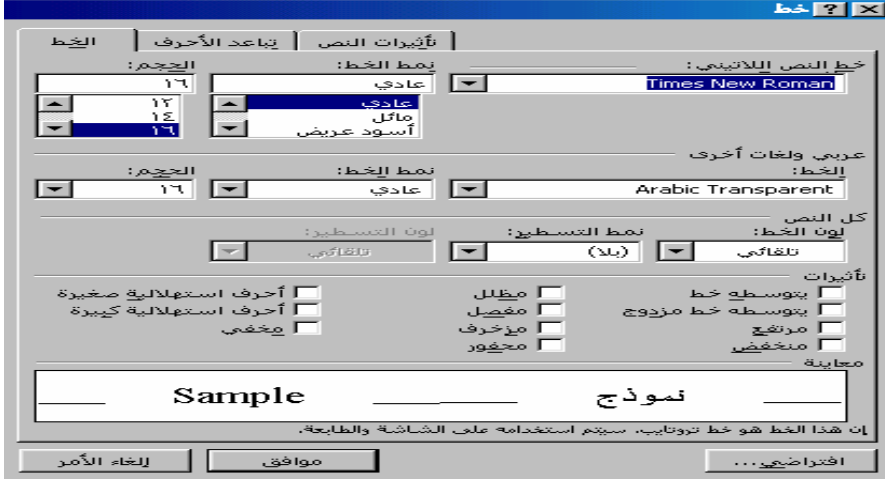 خط
الخط تباعد الأحرف تأثيرات النص
خط النص اللاتيني: نمط الخط: الحجم:
Times New Roman عادي ١٦
عادي ١٢
مائل ١٤
أسود عريض ١٦
عربي ولغات أخرى
الخط: نمط الخط: الحجم:
Arabic Transparent عادي ١٦
كل النص
لون الخط: نمط التسطير: لون التسطير:
تلقائي (بلا) تلقائي
تأثيرات
يتوسطه خط مظلل أحرف استهلالية صغيرة
يتوسطه خط مزدوج مفصل أحرف استهلالية كبيرة
مرتفع مزخرف مخفي
منخفض محفور
معاينة
نموذج Sample
إن هذا الخط هو خط تروتايب. سيتم استخدامه على الشاشة والطابعة.
افتراضي... موافق إلغاء الأمر